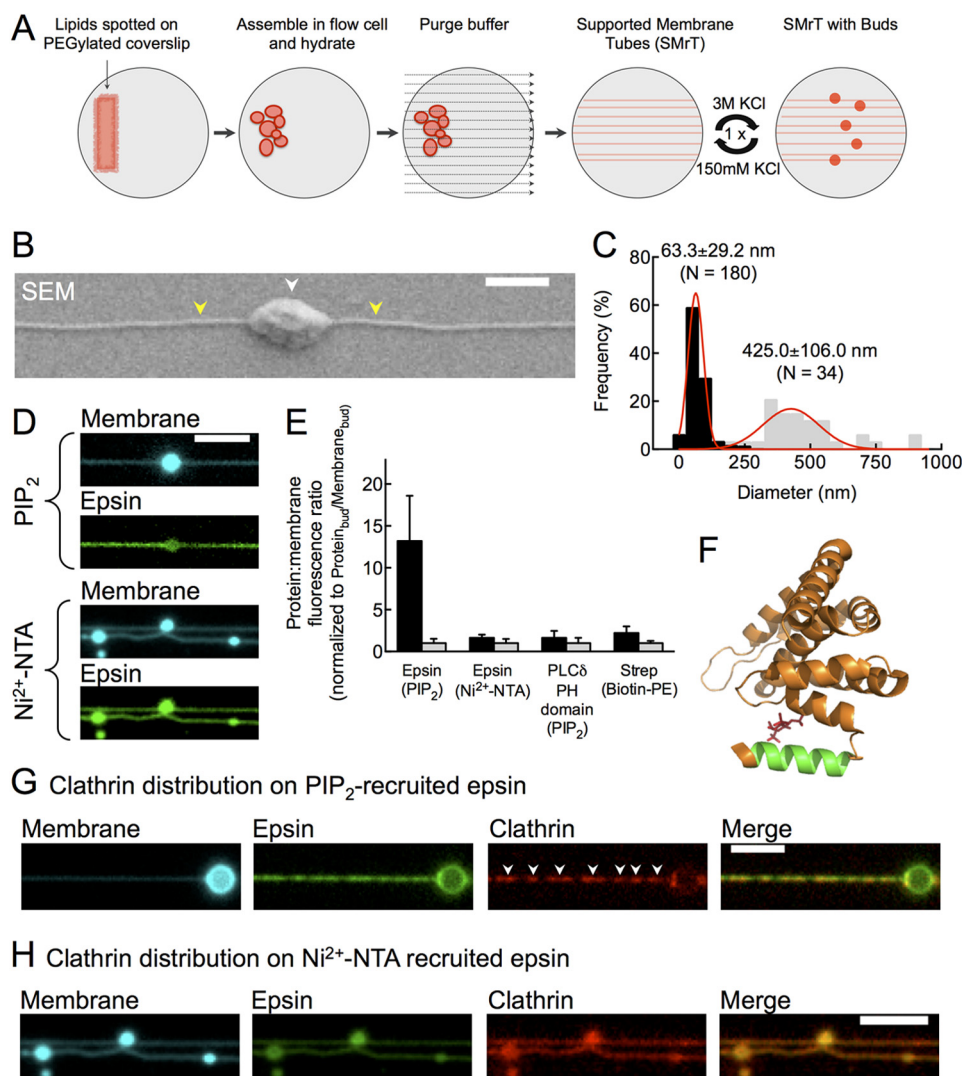 A
Lipids spotted on
PEGylated coverslip
Assemble in flow cell
and hydrate
Purge buffer
Supported Membrane
Tubes (SMrT)
SMrT with Buds
3M KCl
1 x
150mM KCl
B
SEM
C
63.3±29.2 nm
(N = 180)
425.0±106.0 nm
(N = 34)
Frequency (%)
80
60
40
20
0
0
250
500
750
1000
Diameter (nm)
D
PIP₂
Membrane
Epsin
Ni²⁺-NTA
Membrane
Epsin
E
Protein:membrane
fluorescence ratio
(normalized to Protein_bud/Membrane_bud)
20
15
10
5
0
Epsin
(PIP₂)
Epsin
(Ni²⁺-NTA)
PLCδ
PH
domain
(PIP₂)
Strep
(Biotin-PE)
F
G Clathrin distribution on PIP₂-recruited epsin
Membrane
Epsin
Clathrin
Merge
H Clathrin distribution on Ni²⁺-NTA recruited epsin
Membrane
Epsin
Clathrin
Merge